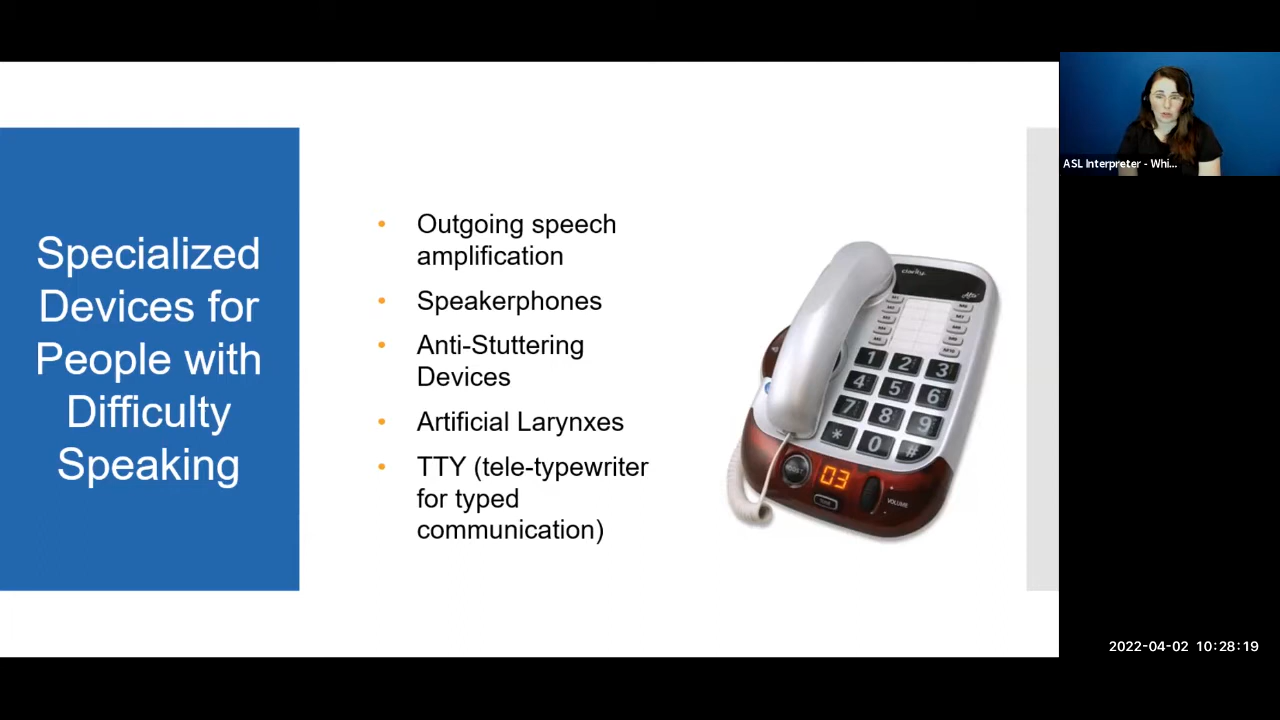 Specialized
Devices for
People with
Difficulty
Speaking
• Outgoing speech
amplification
• Speakerphones
• Anti-Stuttering
Devices
• Artificial Larynxes
• TTY (tele-typewriter
for typed
communication)
clarity
1 2 3
4 5 6
7 8 9
* 0 #
03
VOLUME
ASL Interpreter - Whi...
2022-04-02 10:28:19